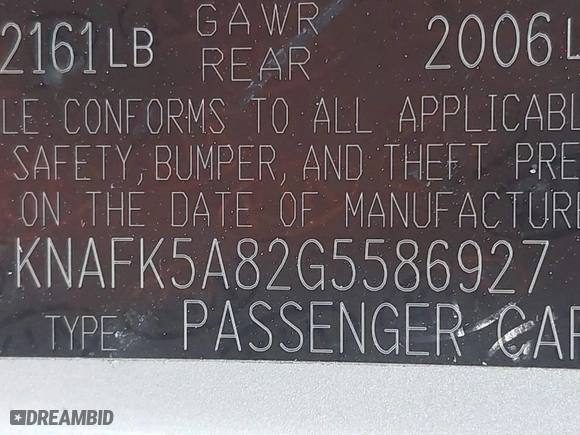 2161LB GAWR REAR 2006L
LE CONFORMS TO ALL APPLICABL
SAFETY, BUMPER, AND THEFT PRE
ON THE DATE OF MANUFACTURE
KNAFK5A82G5586927
TYPE PASSENGER CAR
DREAMBID